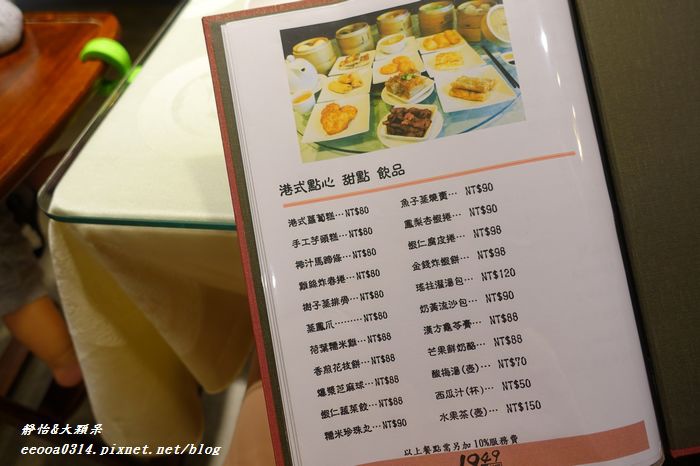 港式點心 甜點 飲品
港式蘿蔔糕…NT$80
手工芋頭糕…NT$80
柳汁馬蹄條…NT$80
雞絲炸春捲…NT$80
樹子蒸排骨…NT$80
蒸鳳爪………NT$80
荷葉糯米雞…NT$88
香煎花枝餅…NT$88
爆漿芝麻球…NT$88
蝦仁蔬菜餃…NT$88
糯米珍珠丸…NT$90
魚子蒸燒賣… NT$90
鳳梨杏蝦捲… NT$90
蝦仁腐皮捲… NT$98
金錢炸蝦餅… NT$98
瑤柱灌湯包… NT$120
奶黃流沙包… NT$90
漢方龜苓膏… NT$88
芒果鮮奶酪… NT$88
酸梅湯(壺)… NT$70
西瓜汁(杯)… NT$50
水果茶(壺)… NT$150
以上餐點需另加10%服務費
1949
靜怡&大顆呆
eeooa0314.pixnet.net/blog